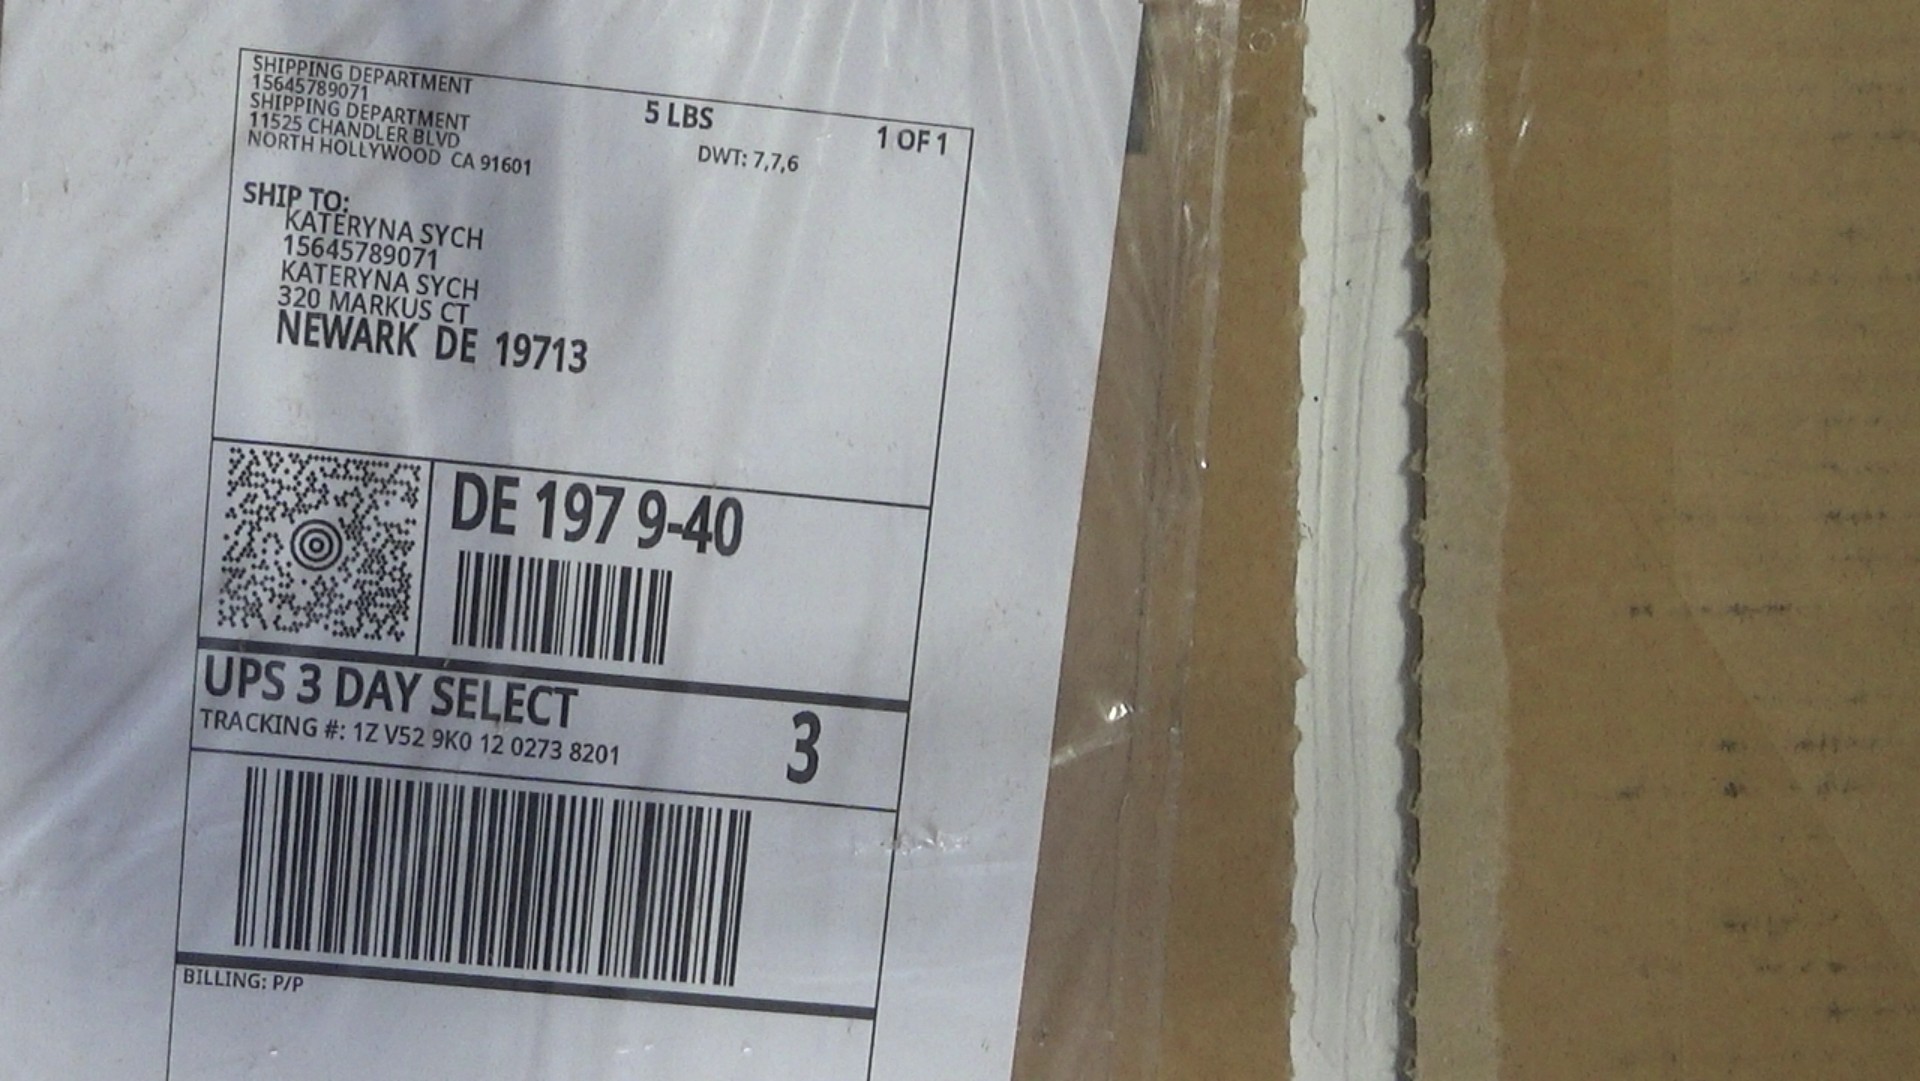 SHIPPING DEPARTMENT
15645789071
SHIPPING DEPARTMENT
11525 CHANDLER BLVD
NORTH HOLLYWOOD CA 91601
5 LBS
1 OF 1
DWT: 7,7,6
SHIP TO:
KATERYNA SYCH
15645789071
KATERYNA SYCH
320 MARKUS CT
NEWARK DE 19713
DE 197 9-40
UPS 3 DAY SELECT
TRACKING #: 1Z V52 9K0 12 0273 8201
3
BILLING: P/P